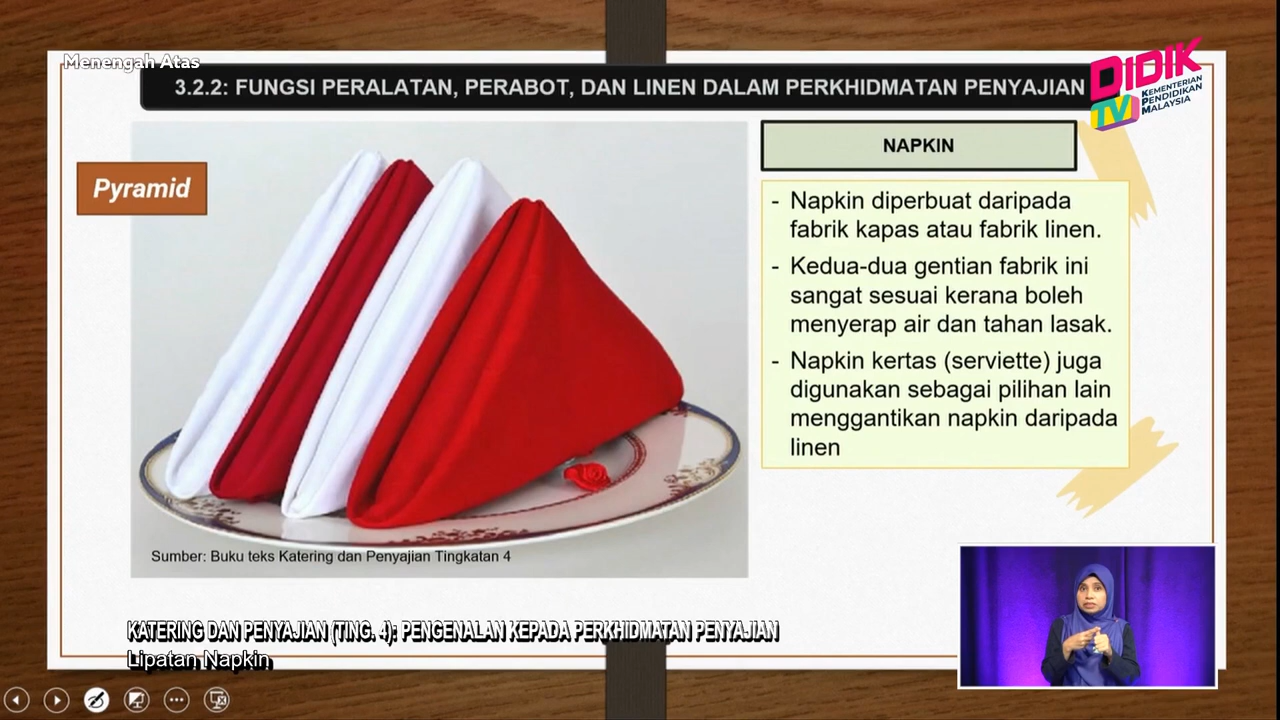 Menengah Atas
3.2.2: FUNGSI PERALATAN, PERABOT, DAN LINEN DALAM PERKHIDMATAN PENYAJIAN
DIDIK
TV
KEMENTERIAN
PENDIDIKAN
MALAYSIA
Pyramid
NAPKIN
- Napkin diperbuat daripada
fabrik kapas atau fabrik linen.
- Kedua-dua gentian fabrik ini
sangat sesuai kerana boleh
menyerap air dan tahan lasak.
- Napkin kertas (serviette) juga
digunakan sebagai pilihan lain
menggantikan napkin daripada
linen
Sumber: Buku teks Katering dan Penyajian Tingkatan 4
KATERING DAN PENYAJIAN (TING. 4): PENGENALAN KEPADA PERKHIDMATAN PENYAJIAN
Lipatan Napkin